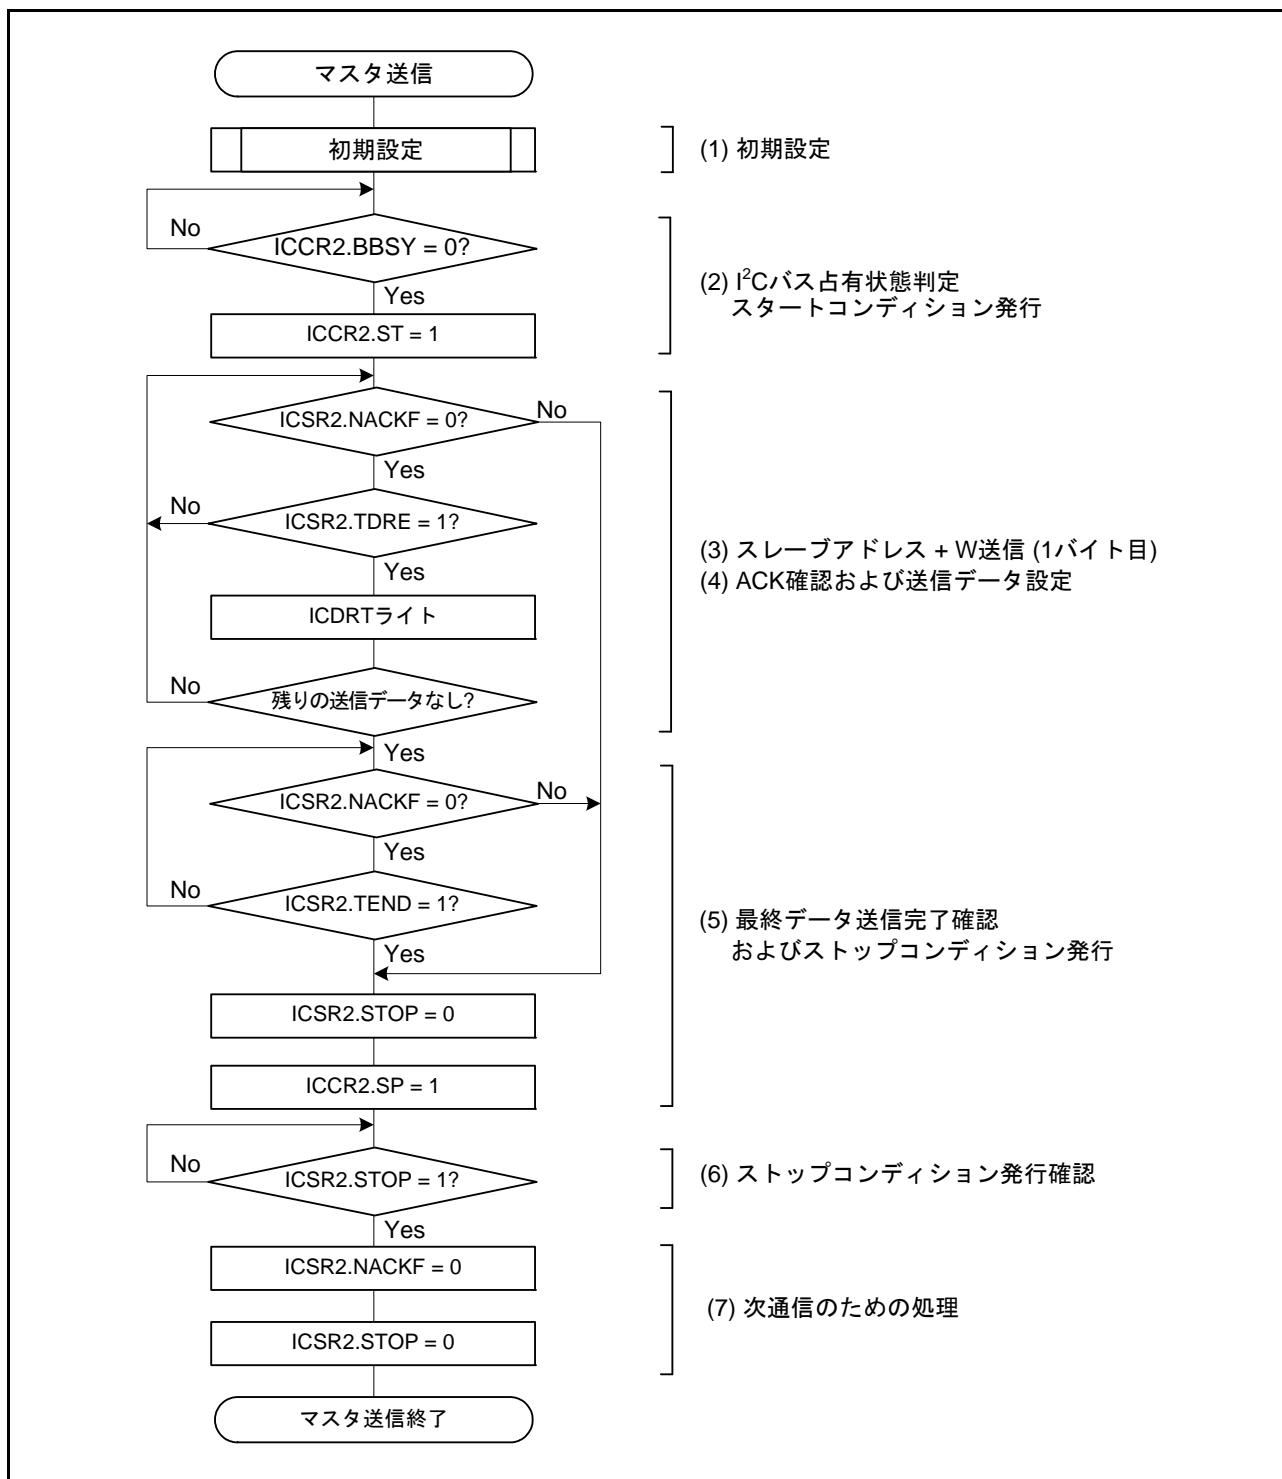 マスタ送信
初期設定
(1) 初期設定
No
ICCR2.BBSY = 0?
Yes
(2) I²Cバス占有状態判定
スタートコンディション発行
ICCR2.ST = 1
ICSR2.NACKF = 0?
No
Yes
No
ICSR2.TDRE = 1?
Yes
(3) スレーブアドレス + W送信 (1バイト目)
(4) ACK確認および送信データ設定
ICDRTライト
No
残りの送信データなし?
Yes
ICSR2.NACKF = 0?
No
Yes
No
ICSR2.TEND = 1?
Yes
(5) 最終データ送信完了確認
およびストップコンディション発行
ICSR2.STOP = 0
ICCR2.SP = 1
No
ICSR2.STOP = 1?
Yes
(6) ストップコンディション発行確認
ICSR2.NACKF = 0
(7) 次通信のための処理
ICSR2.STOP = 0
マスタ送信終了